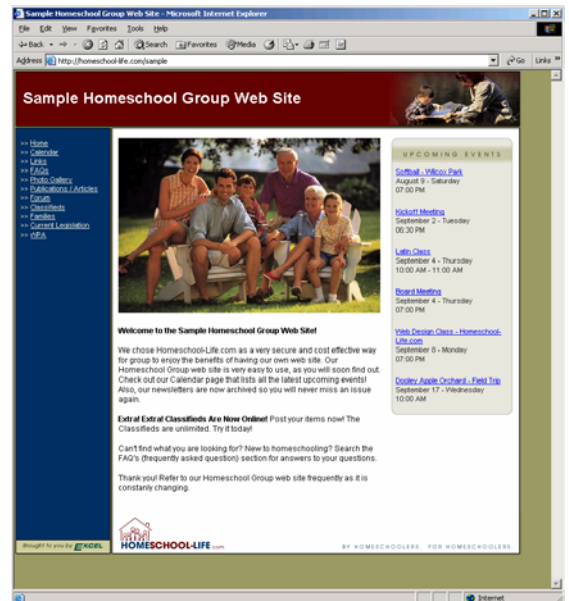 Sample Homeschool Group Web Site - Microsoft Internet Explorer
File Edit View Favorites Tools Help
Back Search Favorites Media
Address http://homeschool-life.com/sample Go Links »
Sample Homeschool Group Web Site
»» Home
»» Calendar
»» Links
»» FAQs
»» Photo Gallery
»» Publications / Articles
»» Forum
»» Classifieds
»» Families
»» Current Legislation
»» WPA
UPCOMING EVENTS
Softball - Wilcox Park
August 9 - Saturday
07:00 PM
Kickoff Meeting
September 2 - Tuesday
06:30 PM
Latin Class
September 4 - Thursday
10:00 AM - 11:00 AM
Board Meeting
September 4 - Thursday
07:00 PM
Web Design Class - Homeschool-
Life.com
September 8 - Monday
07:00 PM
Dooley Apple Orchard - Field Trip
September 17 - Wednesday
10:00 AM
Welcome to the Sample Homeschool Group Web Site!
We chose Homeschool-Life.com as a very secure and cost effective way
for group to enjoy the benefits of having our own web site. Our
Homeschool Group web site is very easy to use, as you will soon find out.
Check out our Calendar page that lists all the latest upcoming events!
Also, our newsletters are now archived so you will never miss an issue
again.
Extra! Extra! Classifieds Are Now Online! Post your items now! The
Classifieds are unlimited. Try it today!
Can't find what you are looking for? New to homeschooling? Search the
FAQ's (frequently asked question) section for answers to your questions.
Thank you! Refer to our Homeschool Group web site frequently as it is
constanly changing.
Brought to you by EXCEL
HOMESCHOOL-LIFE.com
BY HOMESCHOOLERS. FOR HOMESCHOOLERS.
Internet